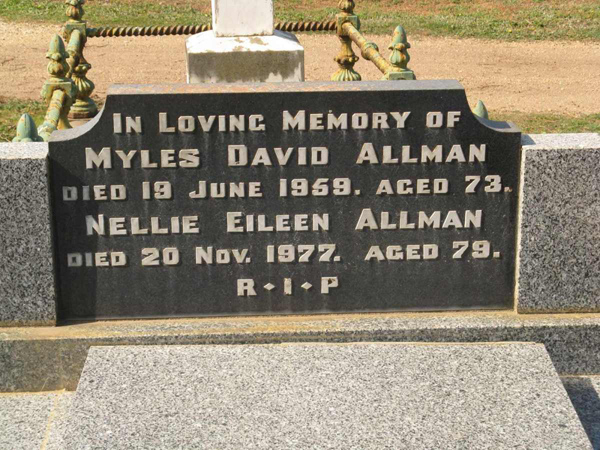 IN LOVING MEMORY OF
MYLES DAVID ALLMAN
DIED 19 JUNE 1959. AGED 73.
NELLIE EILEEN ALLMAN
DIED 20 NOV. 1977. AGED 79.
R·I·P